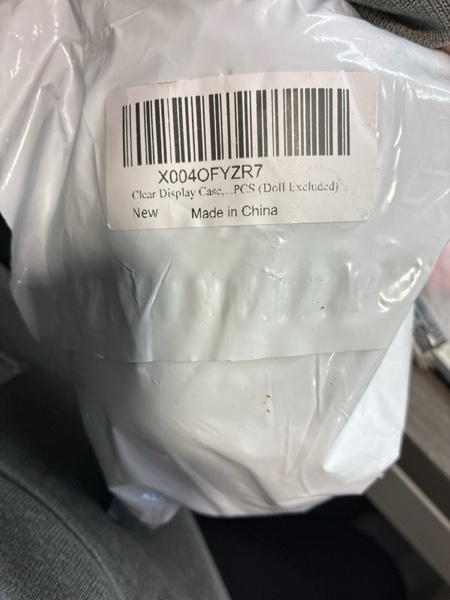 X004OFYZR7
Clear Display Case,...PCS (Doll Excluded)
New Made in China